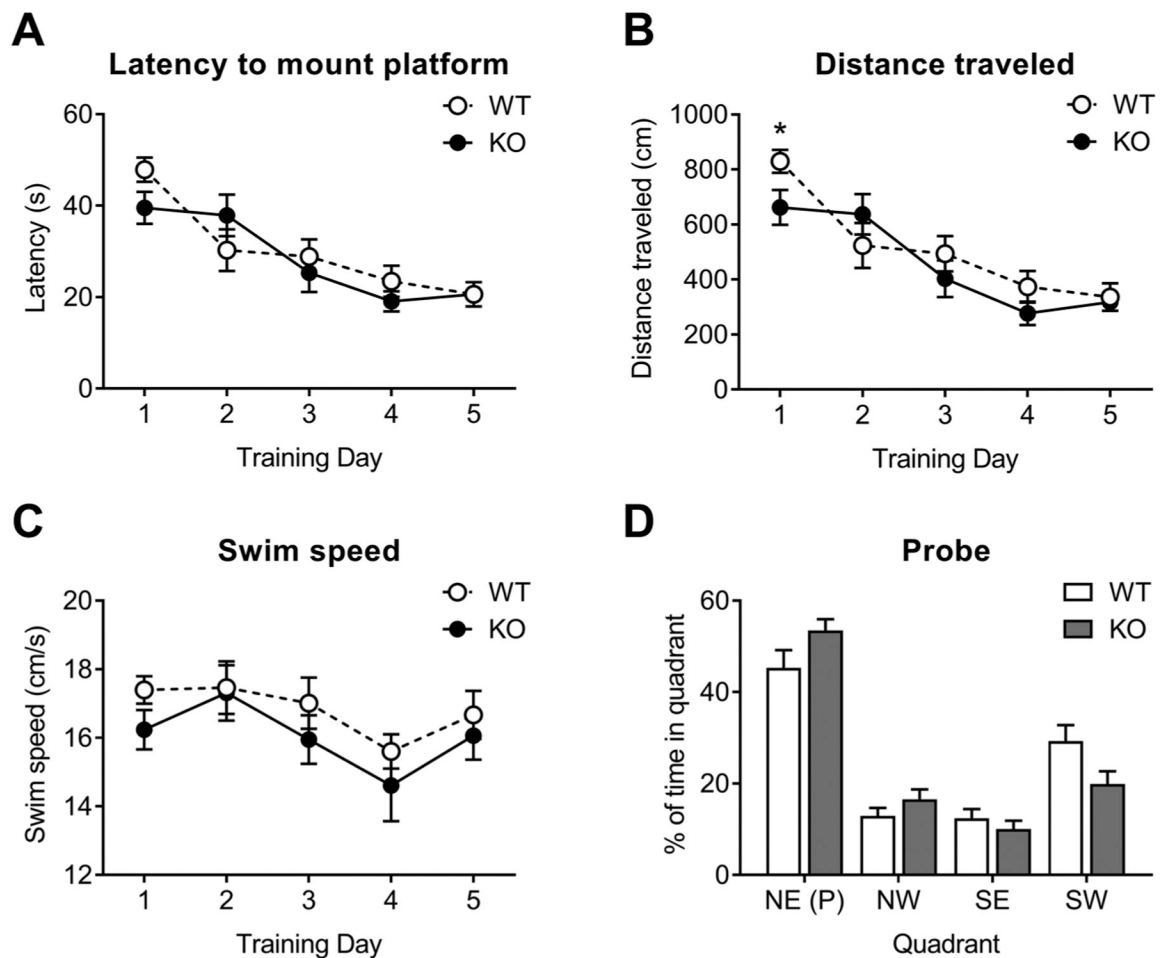 A
Latency to mount platform
WT
KO
60
40
20
0
Latency (s)
1 2 3 4 5
Training Day
B
Distance traveled
WT
KO
1000
800
600
400
200
0
*
Distance traveled (cm)
1 2 3 4 5
Training Day
C
Swim speed
WT
KO
20
18
16
14
12
Swim speed (cm/s)
1 2 3 4 5
Training Day
D
Probe
WT
KO
60
40
20
0
% of time in quadrant
NE (P) NW SE SW
Quadrant